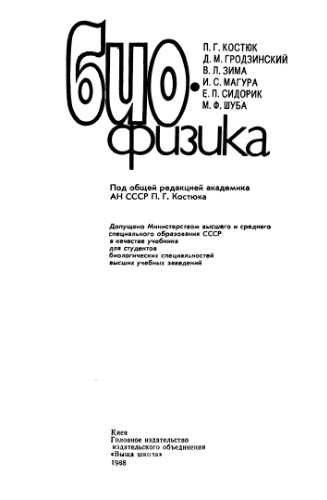 био-
физика
П. Г. КОСТЮК
Д. М. ГРОДЗИНСКИЙ
В. Л. ЗИМА
И. С. МАГУРА
Е. П. СИДОРИК
М. Ф. ШУБА
Под общей редакцией академика
АН СССР П. Г. Костюка
Допущено Министерством высшего и среднего
специального образования СССР
в качестве учебника
для студентов
биологических специальностей
высших учебных заведений
Киев
Головное издательство
издательского объединения
«Выща школа»
1988